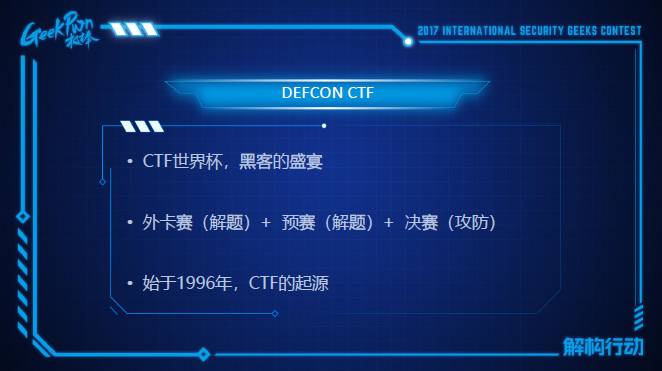 GeekPwn
极棒
2017 INTERNATIONAL SECURITY GEEKS CONTEST
DEFCON CTF
• CTF世界杯，黑客的盛宴
• 外卡赛（解题）+ 预赛（解题）+ 决赛（攻防）
• 始于1996年，CTF的起源
解构行动